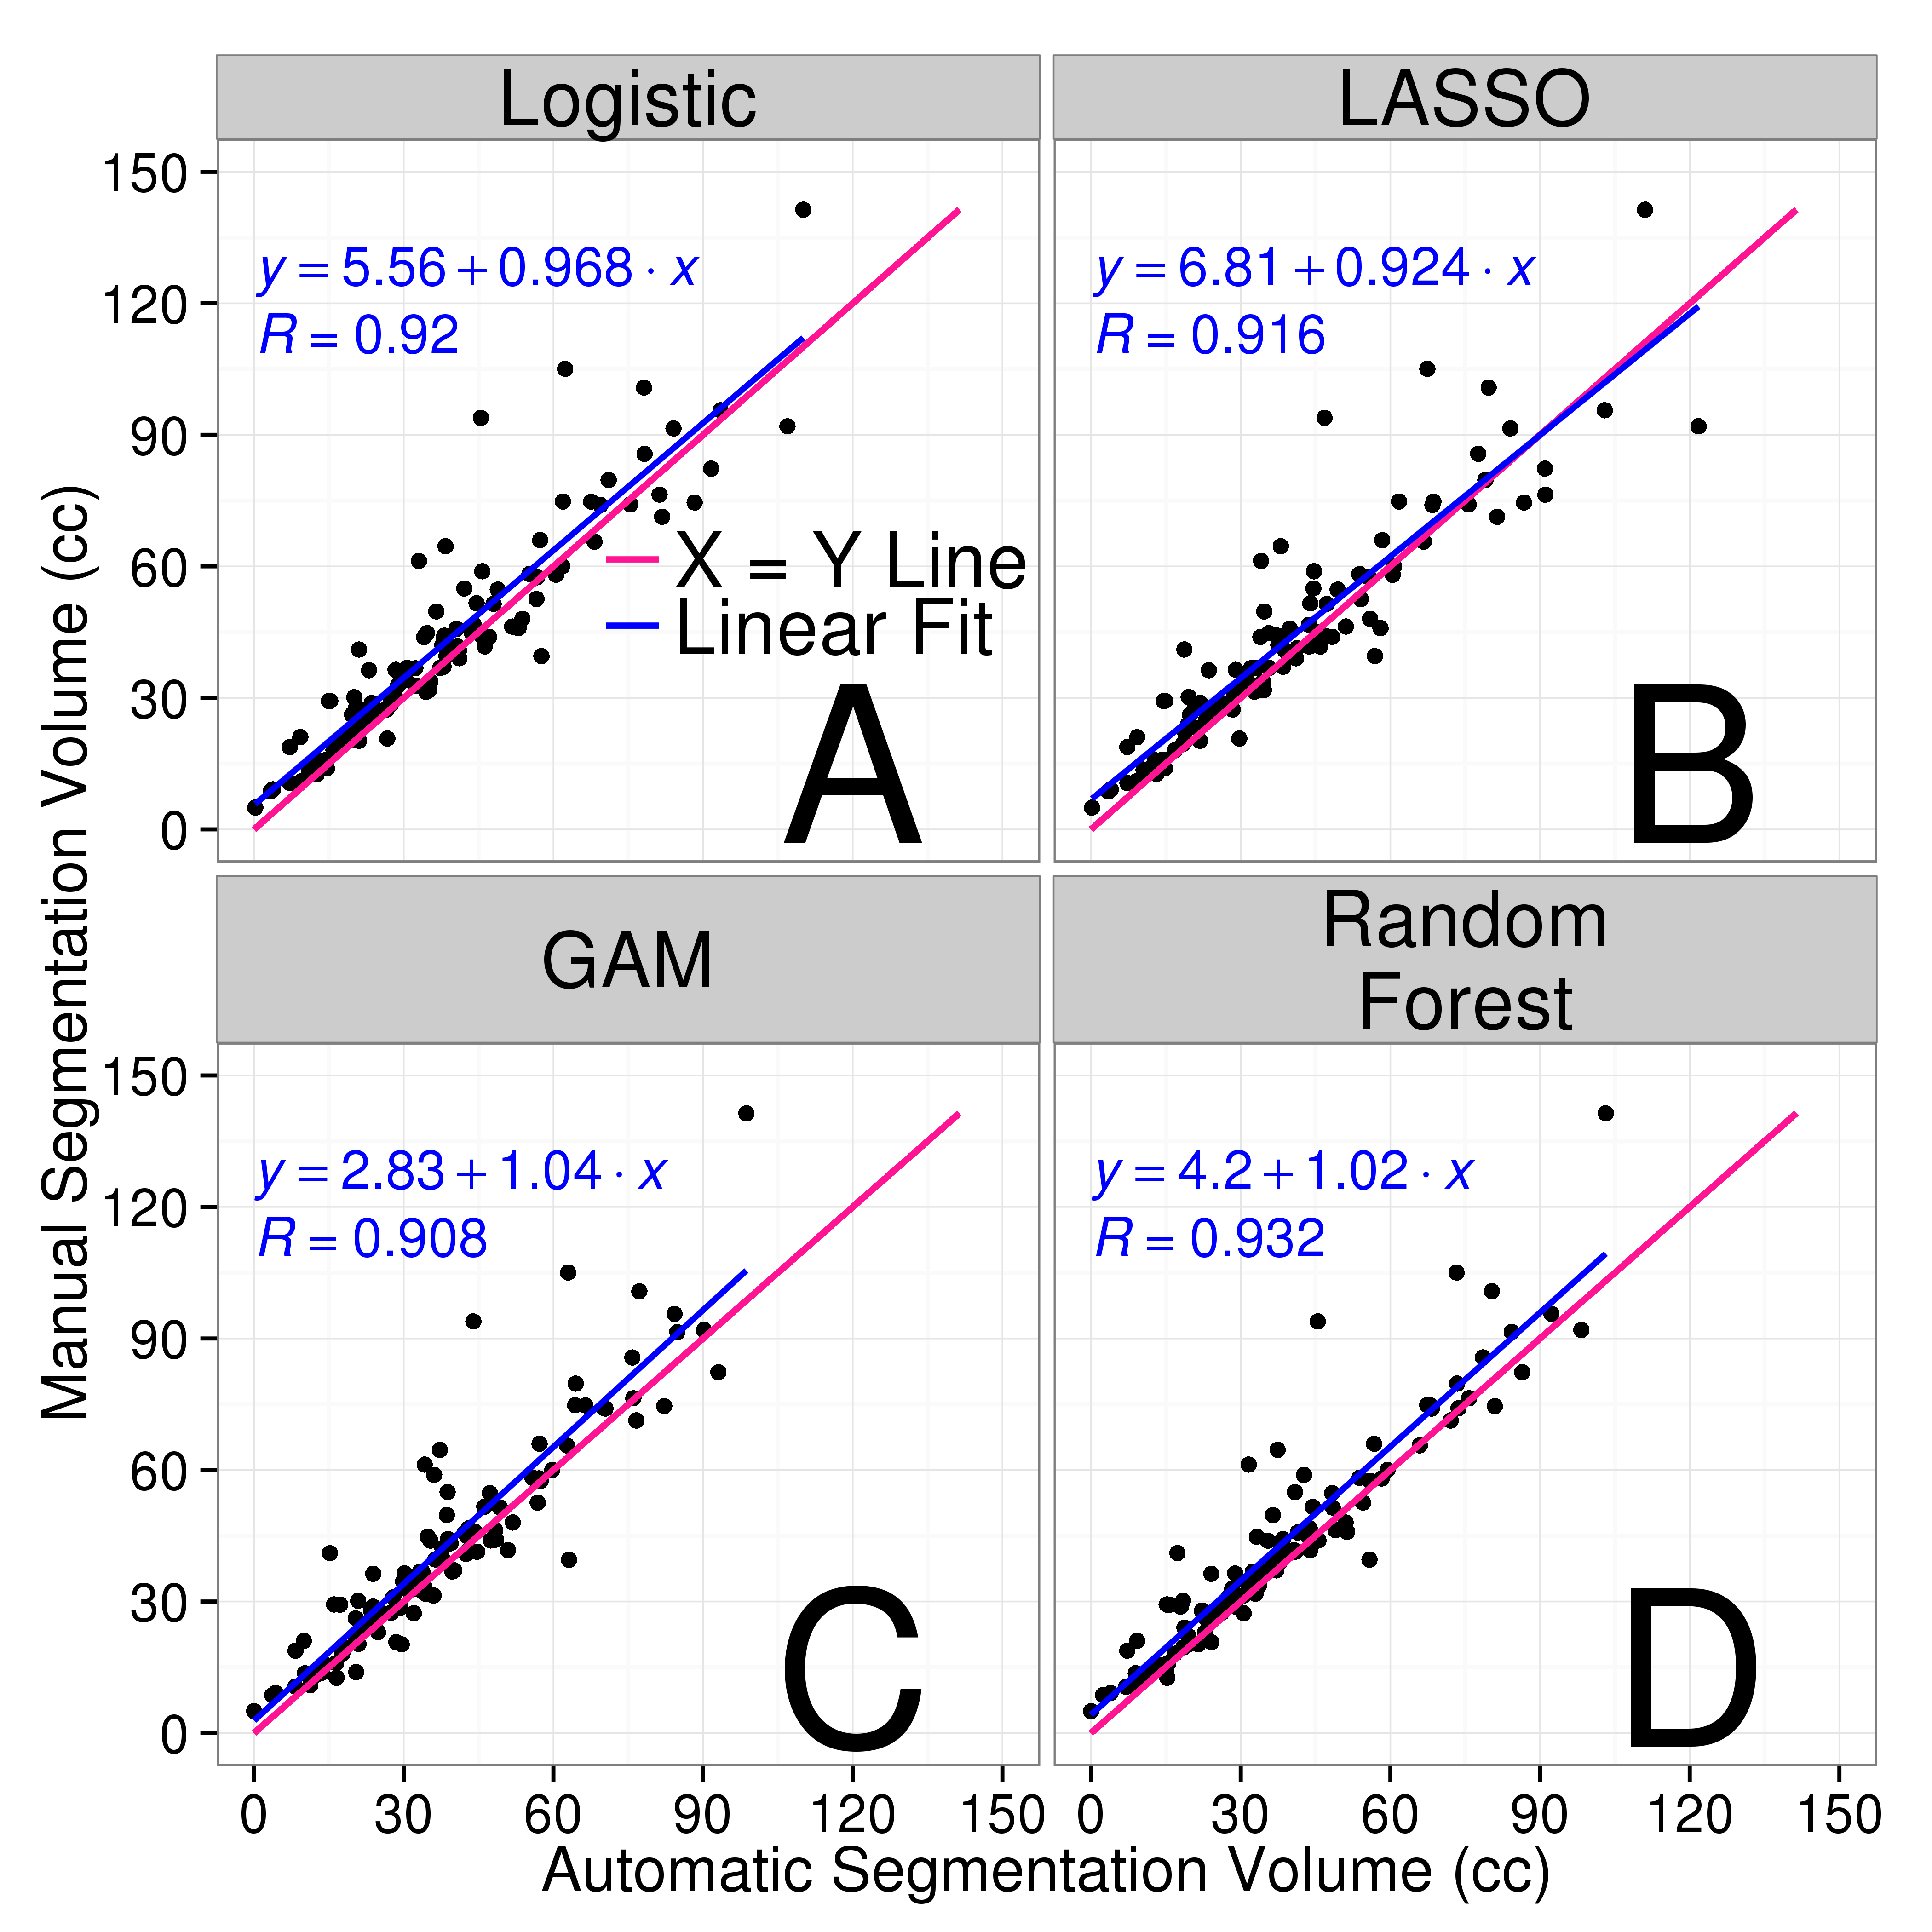 Logistic
LASSO
150
120
90
60
30
0
y = 5.56 + 0.968 · x
R = 0.92
X = Y Line
Linear Fit
A
y = 6.81 + 0.924 · x
R = 0.916
B
GAM
Random
Forest
150
120
90
60
30
0
y = 2.83 + 1.04 · x
R = 0.908
C
y = 4.2 + 1.02 · x
R = 0.932
D
0 30 60 90 120 150
0 30 60 90 120 150
Automatic Segmentation Volume (cc)
Manual Segmentation Volume (cc)